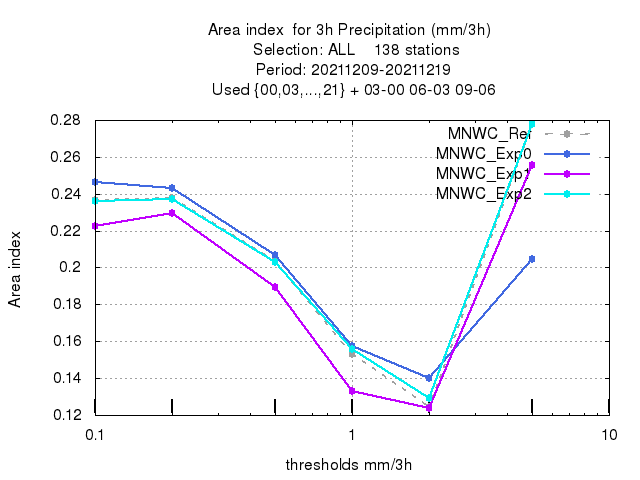 Area index for 3h Precipitation (mm/3h)
Selection: ALL 138 stations
Period: 20211209-20211219
Used {00,03,...,21} + 03-00 06-03 09-06
0.28
0.26
0.24
0.22
0.2
0.18
0.16
0.14
0.12
Area index
MNWC_Ref
MNWC_Exp0
MNWC_Exp1
MNWC_Exp2
0.1 1 10
thresholds mm/3h